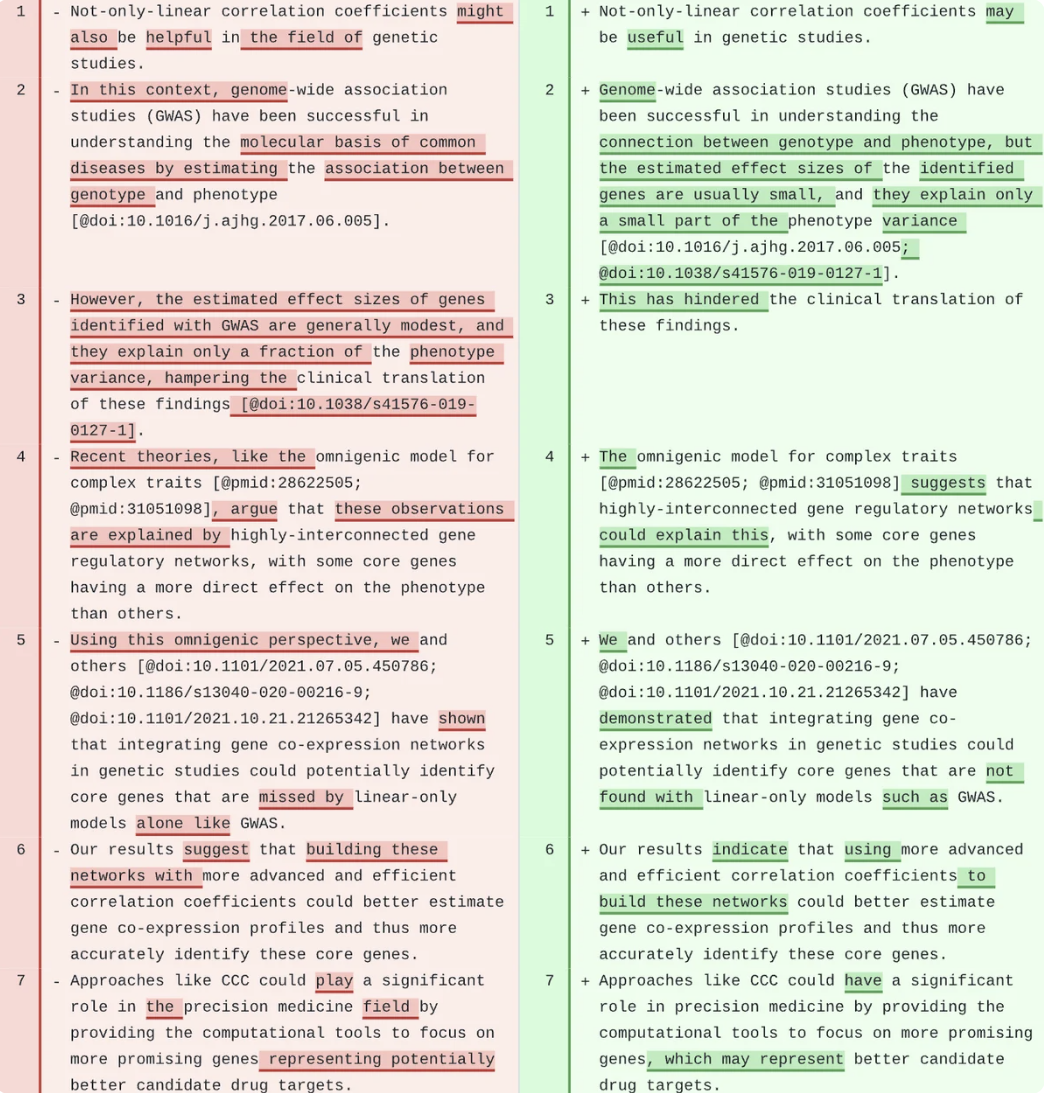 1 - Not-only-linear correlation coefficients might
also be helpful in the field of genetic
studies.
2 - In this context, genome-wide association
studies (GWAS) have been successful in
understanding the molecular basis of common
diseases by estimating the association between
genotype and phenotype
[@doi:10.1016/j.ajhg.2017.06.005].
3 - However, the estimated effect sizes of genes
identified with GWAS are generally modest, and
they explain only a fraction of the phenotype
variance, hampering the clinical translation
of these findings [@doi:10.1038/s41576-019-
0127-1].
4 - Recent theories, like the omnigenic model for
complex traits [@pmid:28622505;
@pmid:31051098], argue that these observations
are explained by highly-interconnected gene
regulatory networks, with some core genes
having a more direct effect on the phenotype
than others.
5 - Using this omnigenic perspective, we and
others [@doi:10.1101/2021.07.05.450786;
@doi:10.1186/s13040-020-00216-9;
@doi:10.1101/2021.10.21.21265342] have shown
that integrating gene co-expression networks
in genetic studies could potentially identify
core genes that are missed by linear-only
models alone like GWAS.
6 - Our results suggest that building these
networks with more advanced and efficient
correlation coefficients could better estimate
gene co-expression profiles and thus more
accurately identify these core genes.
7 - Approaches like CCC could play a significant
role in the precision medicine field by
providing the computational tools to focus on
more promising genes representing potentially
better candidate drug targets.
1 + Not-only-linear correlation coefficients may
be useful in genetic studies.
2 + Genome-wide association studies (GWAS) have
been successful in understanding the
connection between genotype and phenotype, but
the estimated effect sizes of the identified
genes are usually small, and they explain only
a small part of the phenotype variance
[@doi:10.1016/j.ajhg.2017.06.005;
@doi:10.1038/s41576-019-0127-1].
3 + This has hindered the clinical translation of
these findings.
4 + The omnigenic model for complex traits
[@pmid:28622505; @pmid:31051098] suggests that
highly-interconnected gene regulatory networks
could explain this, with some core genes
having a more direct effect on the phenotype
than others.
5 + We and others [@doi:10.1101/2021.07.05.450786;
@doi:10.1186/s13040-020-00216-9;
@doi:10.1101/2021.10.21.21265342] have
demonstrated that integrating gene co-
expression networks in genetic studies could
potentially identify core genes that are not
found with linear-only models such as GWAS.
6 + Our results indicate that using more advanced
and efficient correlation coefficients to
build these networks could better estimate
gene co-expression profiles and thus more
accurately identify these core genes.
7 + Approaches like CCC could have a significant
role in precision medicine by providing the
computational tools to focus on more promising
genes, which may represent better candidate
drug targets.